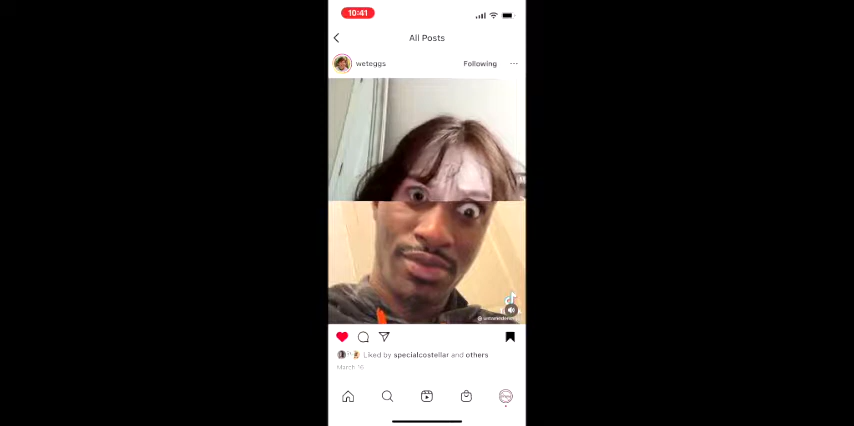 10:41
All Posts
weteggs
Following
Liked by specialcostellar and others
March 16